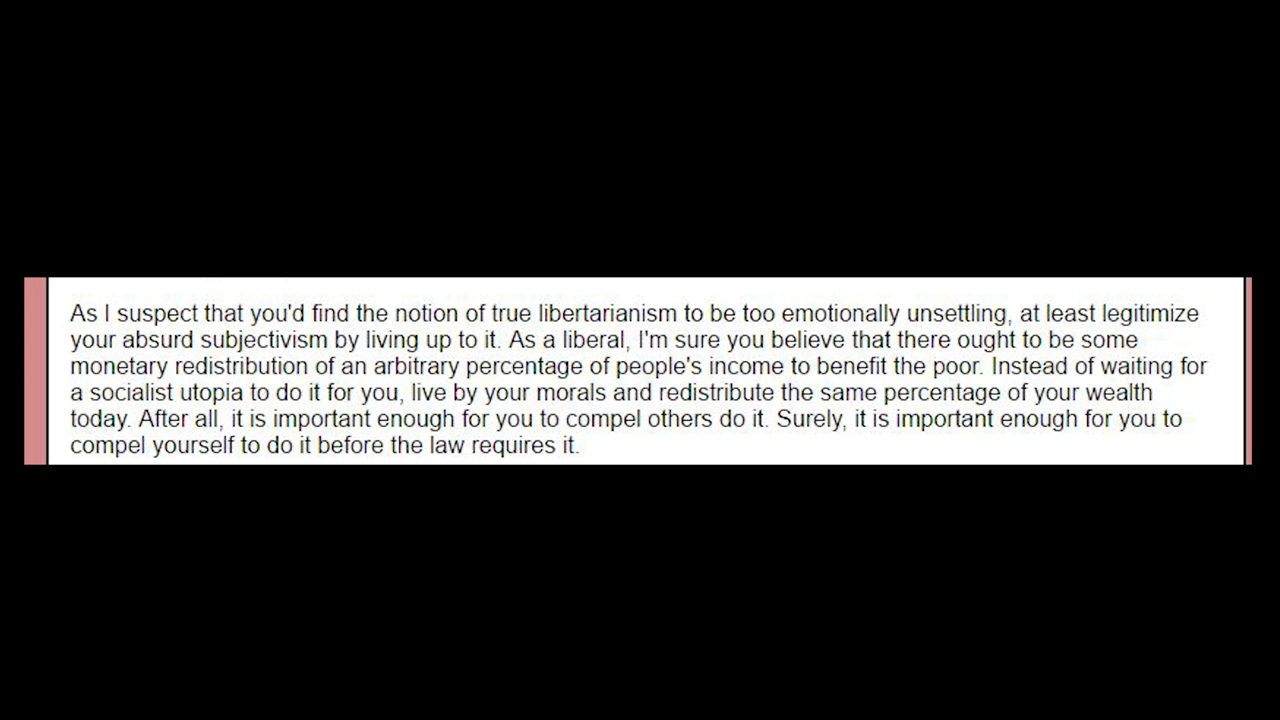 As I suspect that you'd find the notion of true libertarianism to be too emotionally unsettling, at least legitimize
your absurd subjectivism by living up to it. As a liberal, I'm sure you believe that there ought to be some
monetary redistribution of an arbitrary percentage of people's income to benefit the poor. Instead of waiting for
a socialist utopia to do it for you, live by your morals and redistribute the same percentage of your wealth
today. After all, it is important enough for you to compel others do it. Surely, it is important enough for you to
compel yourself to do it before the law requires it.